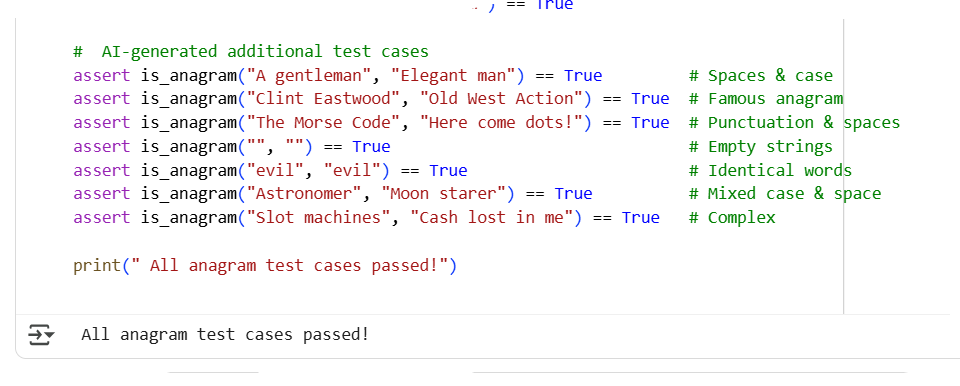 ) == True
# AI-generated additional test cases
assert is_anagram("A gentleman", "Elegant man") == True # Spaces & case
assert is_anagram("Clint Eastwood", "Old West Action") == True # Famous anagram
assert is_anagram("The Morse Code", "Here come dots!") == True # Punctuation & spaces
assert is_anagram("", "") == True # Empty strings
assert is_anagram("evil", "evil") == True # Identical words
assert is_anagram("Astronomer", "Moon starer") == True # Mixed case & space
assert is_anagram("Slot machines", "Cash lost in me") == True # Complex
print(" All anagram test cases passed!")
All anagram test cases passed!